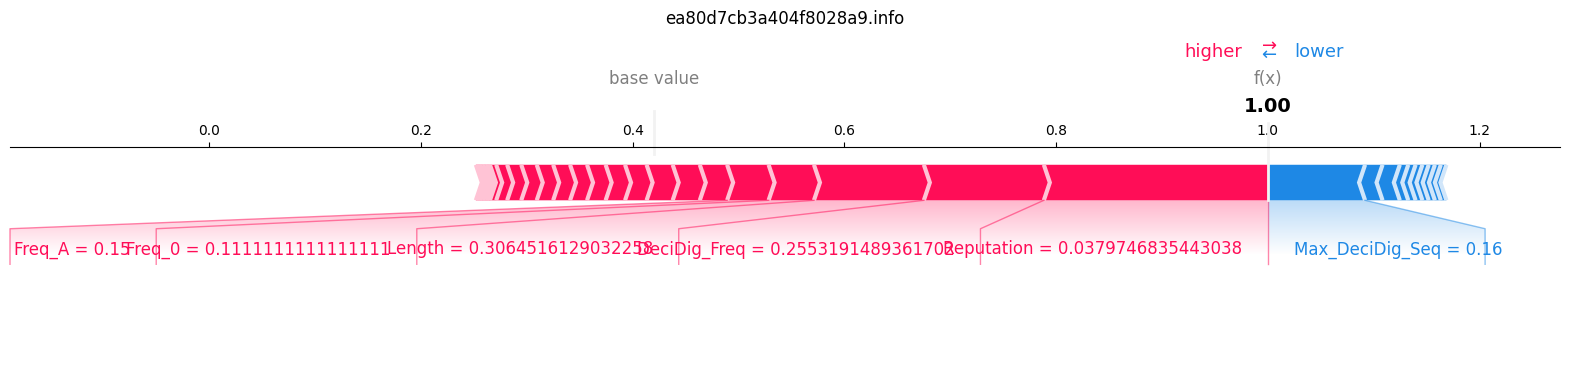 ea80d7cb3a404f8028a9.info
higher ⇄ lower
base value f(x)
1.00
0.0 0.2 0.4 0.6 0.8 1.0 1.2
Freq_A = 0.15 Freq_0 = 0.1111111111111111 Length = 0.3064516129032258 DeciDig_Freq = 0.2553191489361702 Reputation = 0.0379746835443038 Max_DeciDig_Seq = 0.16